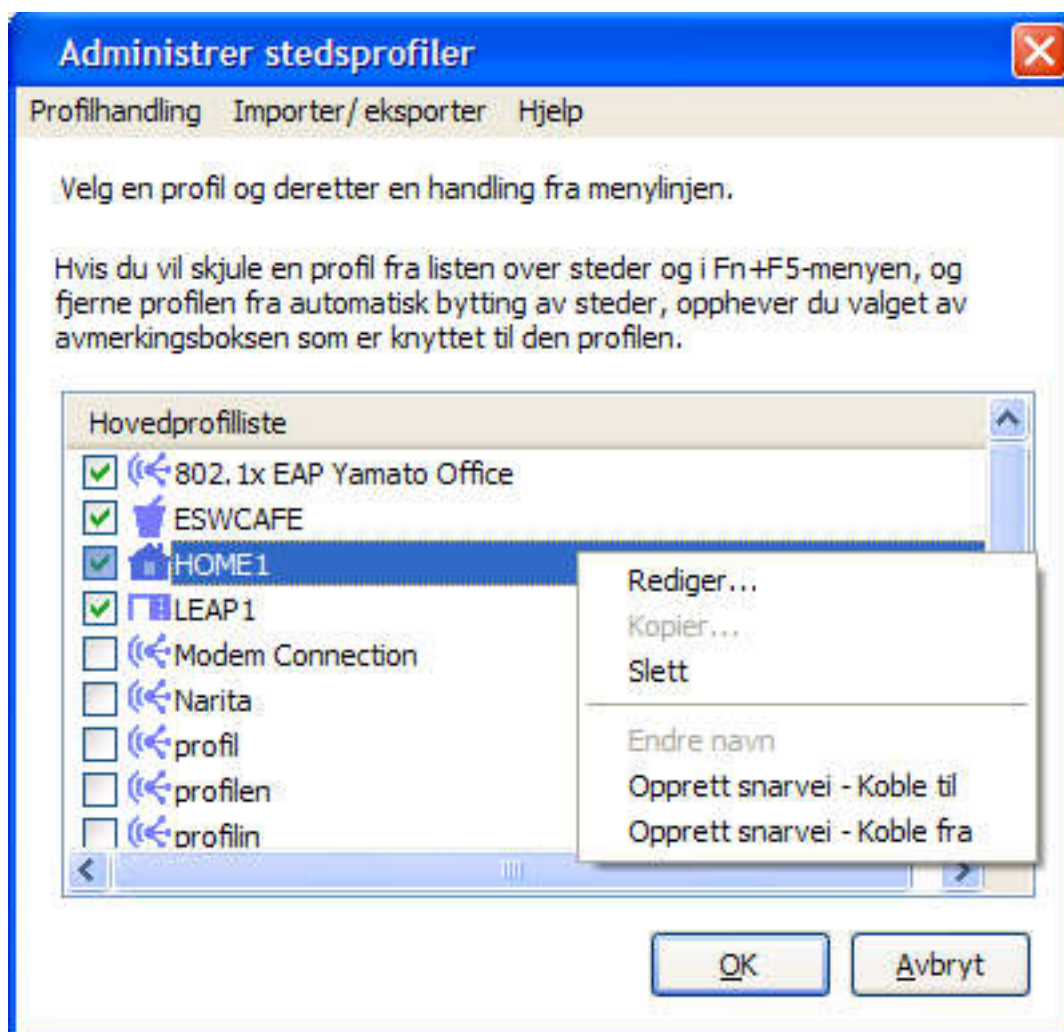 Administrer stedsprofiler
Profilhandling Importer/ eksporter Hjelp
Velg en profil og deretter en handling fra menylinjen.
Hvis du vil skjule en profil fra listen over steder og i Fn+F5-menyen, og
fjerne profilen fra automatisk bytting av steder, opphever du valget av
avmerkingsboksen som er knyttet til den profilen.
Hovedprofilliste
802.1x EAP Yamato Office
ESWCAFE
HOME1
LEAP1
Modem Connection
Narita
profil
profilen
profilin
Rediger...
Kopier...
Slett
Endre navn
Opprett snarvei - Koble til
Opprett snarvei - Koble fra
OK Avbryt